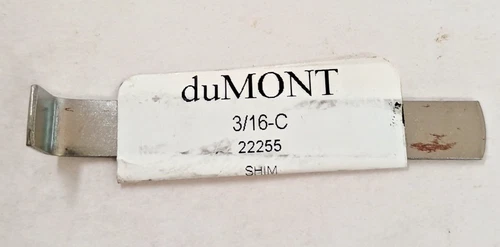 duMONT
3/16-C
22255
SHIM